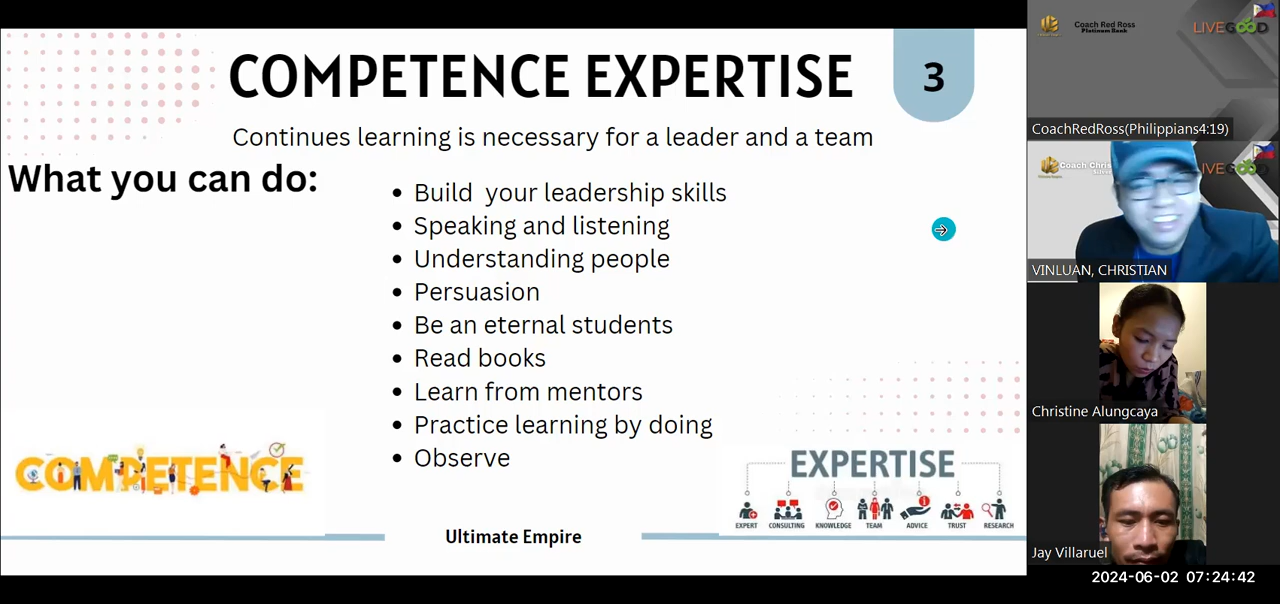 COMPETENCE EXPERTISE
3
Continues learning is necessary for a leader and a team
What you can do:
Build your leadership skills
Speaking and listening
Understanding people
Persuasion
Be an eternal students
Read books
Learn from mentors
Practice learning by doing
Observe
COMPETENCE
EXPERTISE
EXPERT CONSULTING KNOWLEDGE TEAM ADVICE TRUST RESEARCH
Ultimate Empire
Coach Red Ross
Platinum Rank
LIVEGOOD
CoachRedRoss(Philippians4:19)
Coach Chris
IVEGOOD
VINLUAN, CHRISTIAN
Christine Alungcaya
Jay Villaruel
2024-06-02 07:24:42